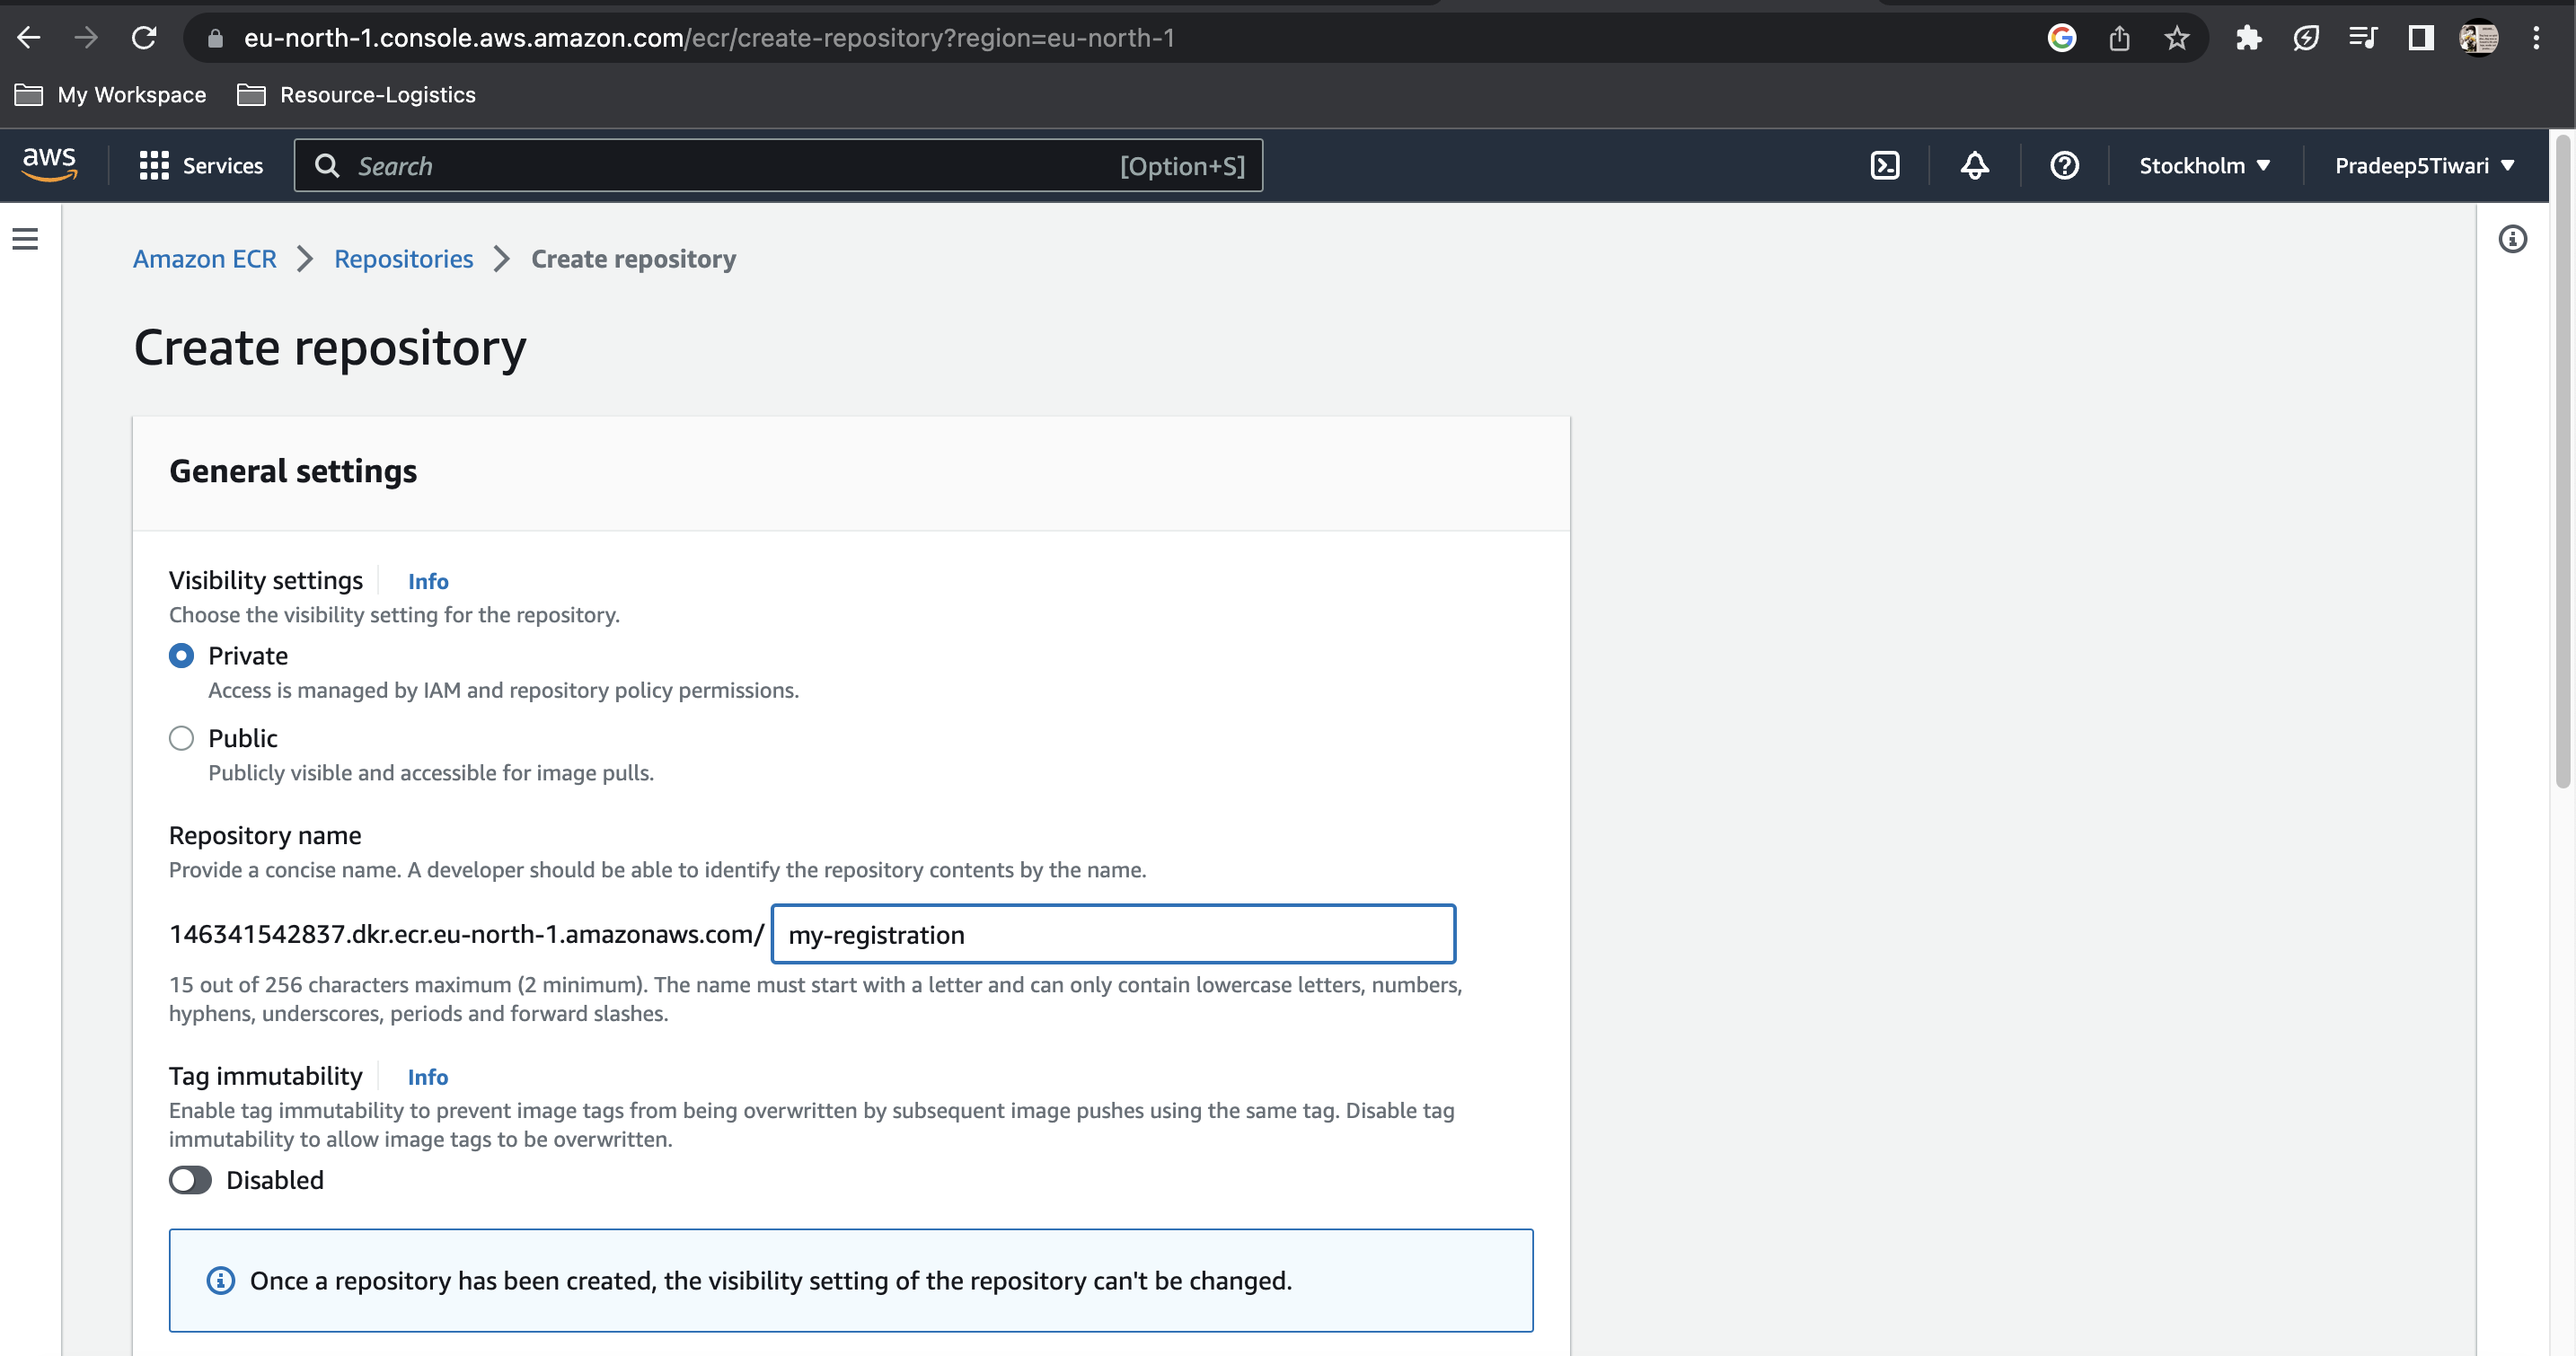 eu-north-1.console.aws.amazon.com/ecr/create-repository?region=eu-north-1
My Workspace
Resource-Logistics
aws
Services
Search
[Option+S]
Stockholm
Pradeep5Tiwari
Amazon ECR
Repositories
Create repository
Create repository
General settings
Visibility settings
Info
Choose the visibility setting for the repository.
Private
Access is managed by IAM and repository policy permissions.
Public
Publicly visible and accessible for image pulls.
Repository name
Provide a concise name. A developer should be able to identify the repository contents by the name.
146341542837.dkr.ecr.eu-north-1.amazonaws.com/
my-registration
15 out of 256 characters maximum (2 minimum). The name must start with a letter and can only contain lowercase letters, numbers,
hyphens, underscores, periods and forward slashes.
Tag immutability
Info
Enable tag immutability to prevent image tags from being overwritten by subsequent image pushes using the same tag. Disable tag
immutability to allow image tags to be overwritten.
Disabled
Once a repository has been created, the visibility setting of the repository can't be changed.